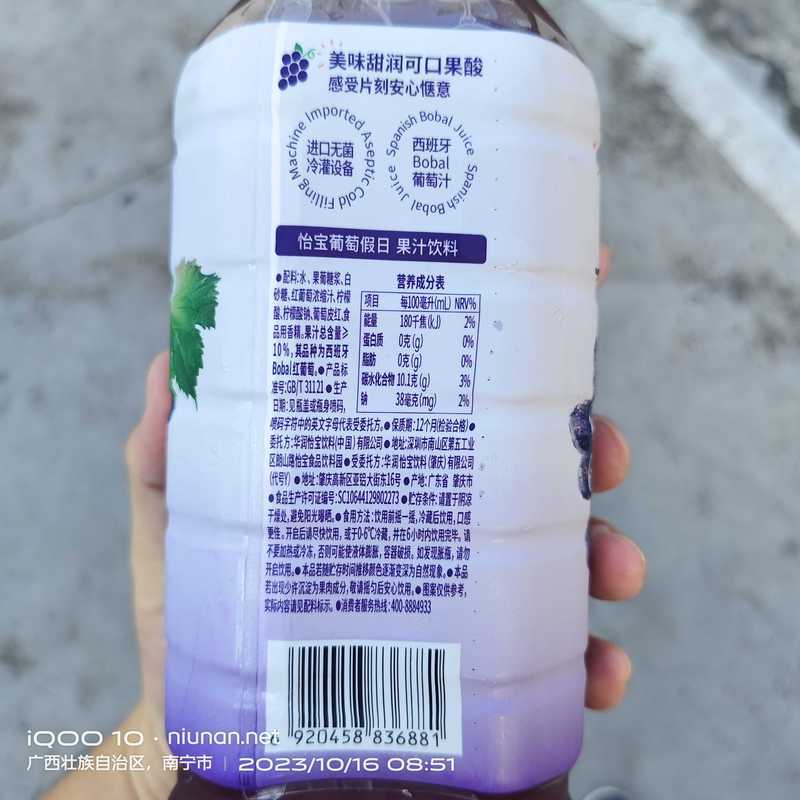 美味甜润可口果酸
感受片刻安心惬意
Imported Aseptic Cold Filling Machine
进口无菌
冷灌设备
Spanish Bobal Juice Spanish Bobal Juice
西班牙
Bobal
葡萄汁
怡宝葡萄假日 果汁饮料
●配料:水、果葡糖浆、白
砂糖、红葡萄浓缩汁、柠檬
酸、柠檬酸钠、葡萄皮红、食
品用香精。果汁总含量≥
10%，其品种为西班牙
Bobal红葡萄。●产品标
准号:GB/T 31121 ●生产
日期:见瓶盖或瓶身喷码，
营养成分表
项目 每100毫升(mL) NRV%
能量 180千焦(kJ) 2%
蛋白质 0克(g) 0%
脂肪 0克(g) 0%
碳水化合物 10.1克(g) 3%
钠 38毫克(mg) 2%
喷码字符中的英文字母代表受委托方。●保质期:12个月(检验合格)●
委托方:华润怡宝饮料(中国)有限公司●地址:深圳市南山区第五工业
区朗山路怡宝食品饮料园●受委托方:华润怡宝饮料(肇庆)有限公司
(代号Y)●地址:肇庆高新区亚铝大街东16号●产地:广东省 肇庆市
●食品生产许可证编号:SC10644129802273●贮存条件:请置于阴凉
干燥处，避免阳光曝晒。●食用方法:饮用前摇一摇，冷藏后饮用，口感
更佳。开启后请尽快饮用，或于0-6℃冷藏，并在6小时内饮用完毕。请
不要加热或冷冻，否则可能使液体膨胀，容器破损。如发现胀瓶，请勿
开启饮用。●本品若随贮存时间推移颜色逐渐变深为自然现象。●本品
若出现少许沉淀为果肉成分，敬请摇匀后安心饮用。●图案仅供参考，
实际内容请见配料标示。●消费者服务热线:400-8884933
6 920458 836881
iQOO 10 · niunan.net
广西壮族自治区，南宁市 | 2023/10/16 08:51